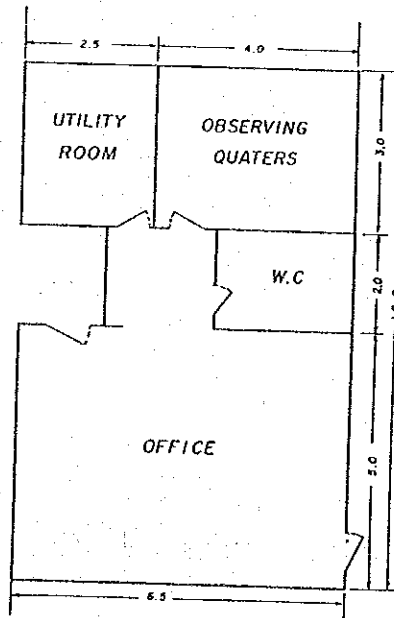 2.5
4.0
UTILITY
ROOM
OBSERVING
QUATERS
3.0
W.C
2.0
OFFICE
5.0
6.5